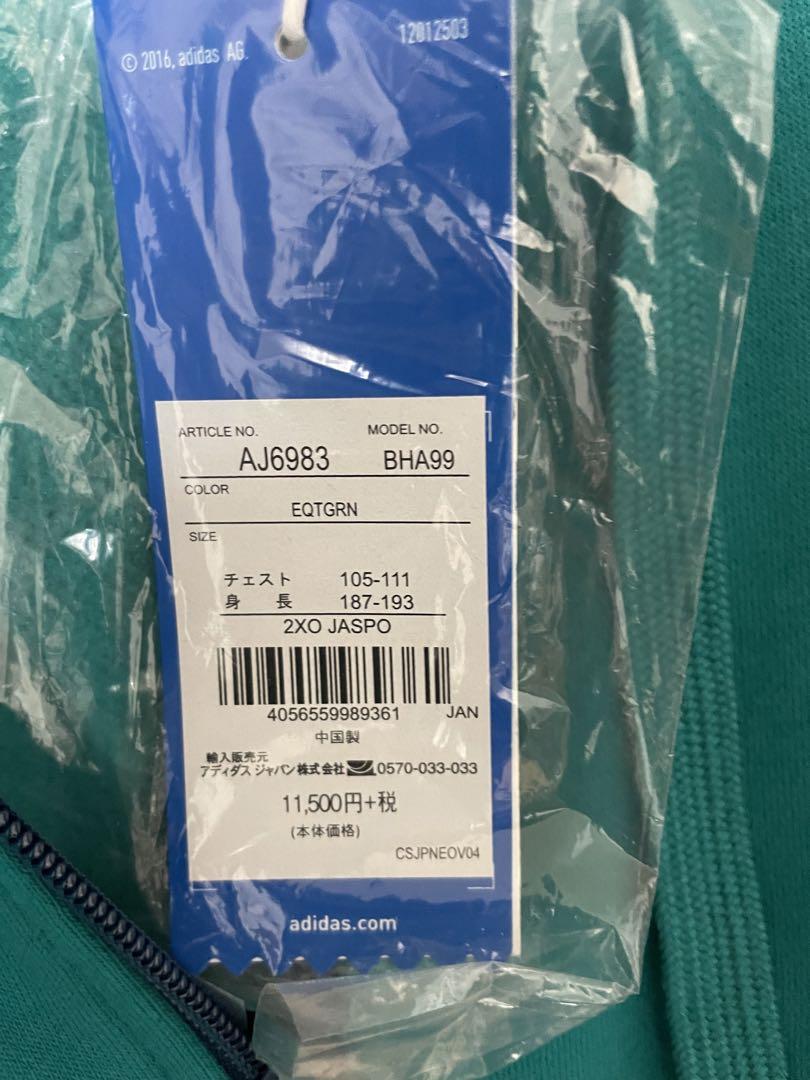 © 2016, adidas AG.
12012503
ARTICLE NO. MODEL NO.
AJ6983 BHA99
COLOR
EQTGRN
SIZE
チェスト 105-111
身 長 187-193
2XO JASPO
4056559989361 JAN
中国製
輸入販売元
アディダス ジャパン株式会社 0570-033-033
11,500円+税
(本体価格)
CSJPNEOV04
adidas.com